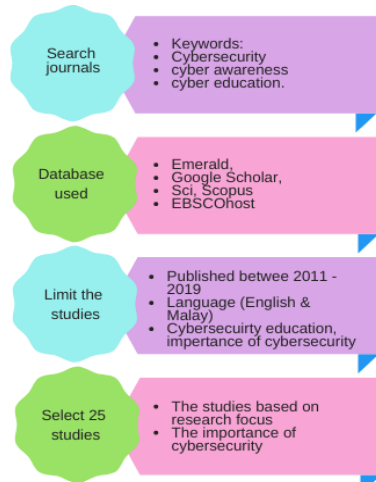 Search
journals
• Keywords:
• Cybersecurity
• cyber awareness
• cyber education.
Database
used
• Emerald,
• Google Scholar,
• Sci, Scopus
• EBSCOhost
Limit the
studies
• Published betwee 2011 -
2019
• Language (English &
Malay)
• Cybersecuirty education,
importance of cybersecurity
Select 25
studies
• The studies based on
research focus
• The importance of
cybersecurity